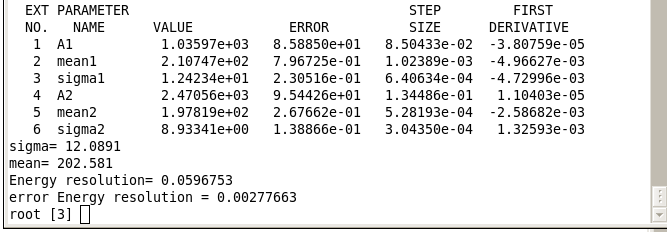 EXT PARAMETER STEP FIRST
NO. NAME VALUE ERROR SIZE DERIVATIVE
1 A1 1.03597e+03 8.58850e+01 8.50433e-02 -3.80759e-05
2 mean1 2.10747e+02 7.96725e-01 1.02389e-03 -4.96627e-03
3 sigma1 1.24234e+01 2.30516e-01 6.40634e-04 -4.72996e-03
4 A2 2.47056e+03 9.54426e+01 1.34486e-01 1.10403e-05
5 mean2 1.97819e+02 2.67662e-01 5.28193e-04 -2.58682e-03
6 sigma2 8.93341e+00 1.38866e-01 3.04350e-04 1.32593e-03
sigma= 12.0891
mean= 202.581
Energy resolution= 0.0596753
error Energy resolution = 0.00277663
root [3]